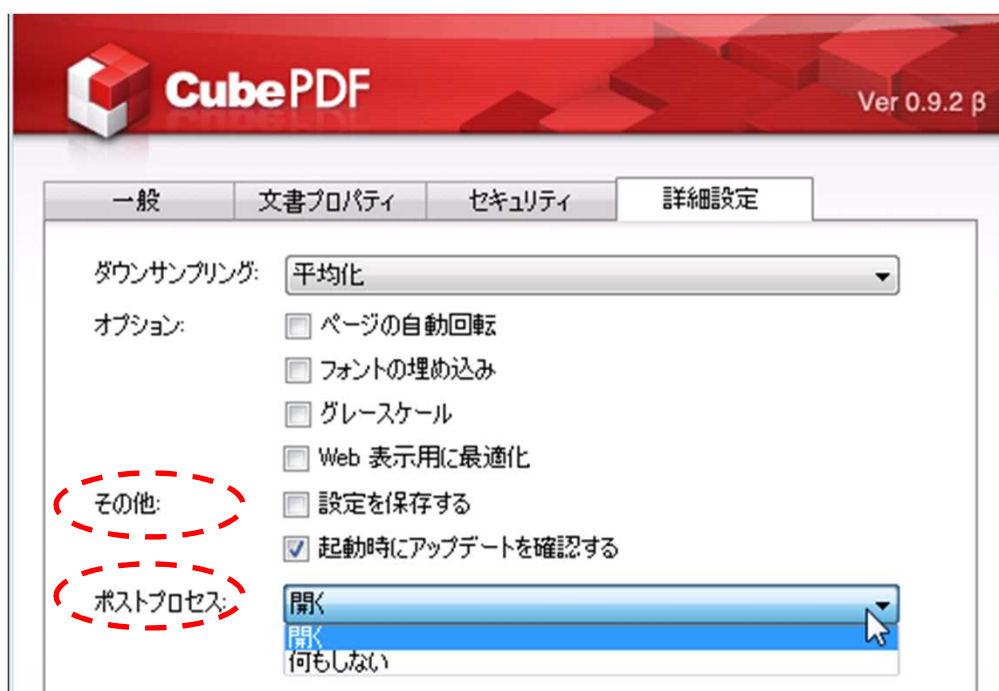 CubePDF
Ver 0.9.2 β
一般 文書プロパティ セキュリティ 詳細設定
ダウンサンプリング: 平均化
オプション: ページの自動回転
フォントの埋め込み
グレースケール
Web 表示用に最適化
その他: 設定を保存する
起動時にアップデートを確認する
ポストプロセス: 開く
開く
何もしない